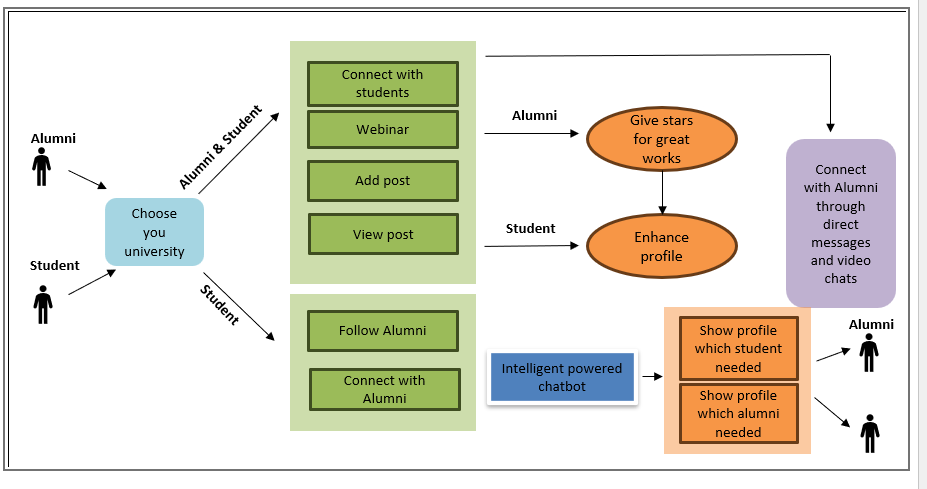 Alumni
Student
Choose
you
university
Alumni & Student
Student
Connect with
students
Webinar
Add post
View post
Follow Alumni
Connect with
Alumni
Alumni
Student
Give stars
for great
works
Enhance
profile
Connect
with Alumni
through
direct
messages
and video
chats
Intelligent powered
chatbot
Show profile
which student
needed
Show profile
which alumni
needed
Alumni